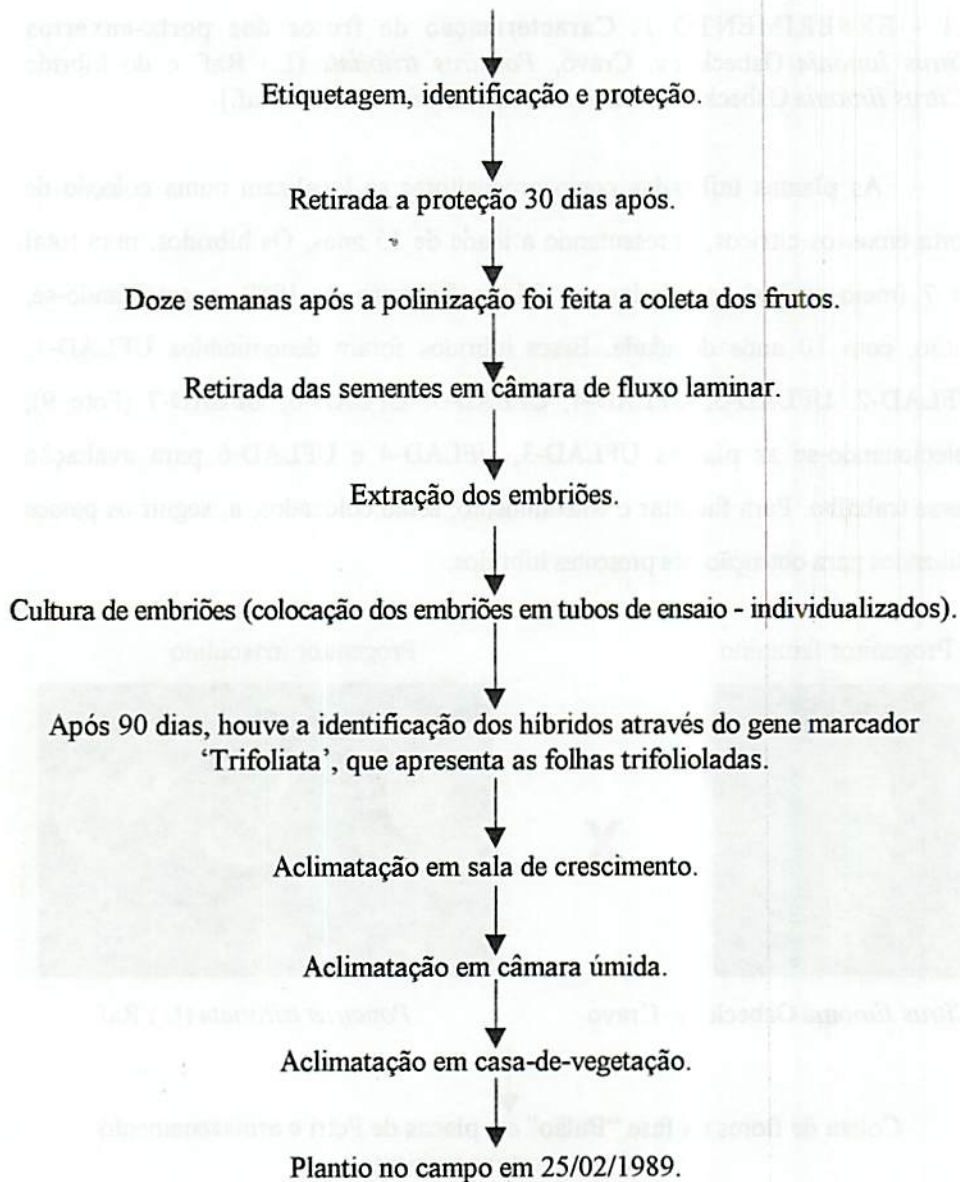 Etiquetagem, identificação e proteção.
Retirada a proteção 30 dias após.
Doze semanas após a polinização foi feita a coleta dos frutos.
Retirada das sementes em câmara de fluxo laminar.
Extração dos embriões.
Cultura de embriões (colocação dos embriões em tubos de ensaio - individualizados).
Após 90 dias, houve a identificação dos híbridos através do gene marcador
‘Trifoliata’, que apresenta as folhas trifolioladas.
Aclimatação em sala de crescimento.
Aclimatação em câmara úmida.
Aclimatação em casa-de-vegetação.
Plantio no campo em 25/02/1989.